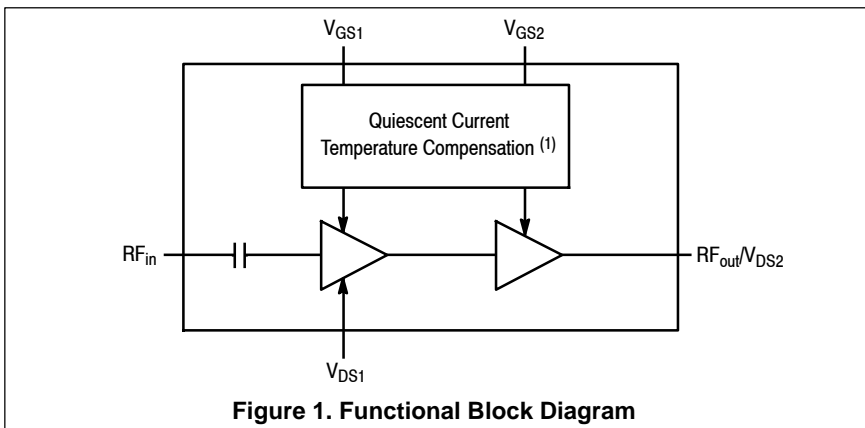 VGS1 VGS2
Quiescent Current
Temperature Compensation (1)
RFin RFout/VDS2
VDS1
Figure 1. Functional Block Diagram